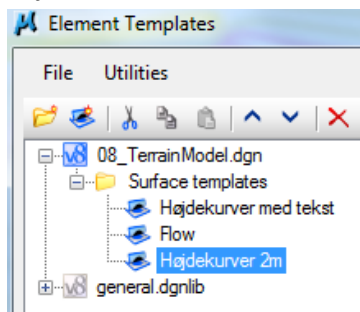 Element Templates
File Utilities
08_TerrainModel.dgn
Surface templates
Højdekurver med tekst
Flow
Højdekurver 2m
general.dgnlib